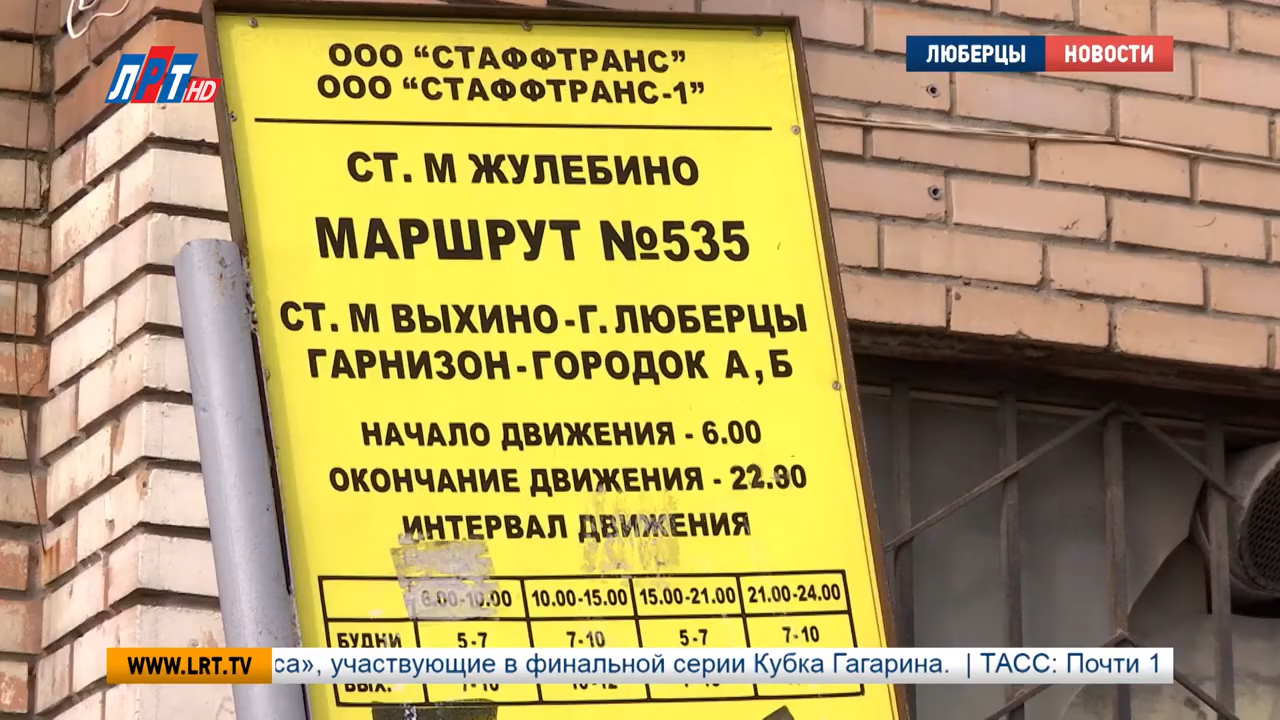 ЛРТ HD
ЛЮБЕРЦЫ НОВОСТИ
ООО “СТАФФТРАНС”
ООО “СТАФФТРАНС-1”
СТ. М ЖУЛЕБИНО
МАРШРУТ №535
СТ. М ВЫХИНО-Г. ЛЮБЕРЦЫ
ГАРНИЗОН-ГОРОДОК А,Б
НАЧАЛО ДВИЖЕНИЯ - 6.00
ОКОНЧАНИЕ ДВИЖЕНИЯ -
ИНТЕРВАЛ ДВИЖЕНИЯ
6.00-10.00 10.00-15.00 15.00-21.00 21.00-24.00
БУДНИ 5-7 7-10 5-7 7-10
ВЫХ.
WWW.LRT.TV са», участвующие в финальной серии Кубка Гагарина. | ТАСС: Почти 1